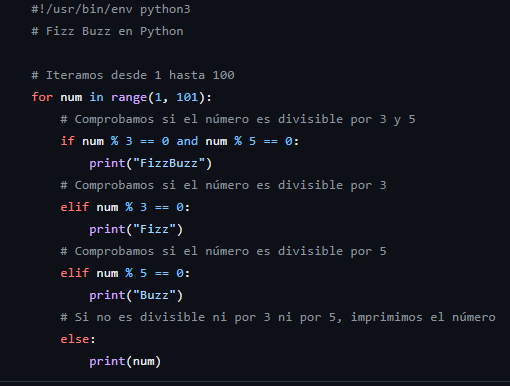 #!/usr/bin/env python3
# Fizz Buzz en Python

# Iteramos desde 1 hasta 100
for num in range(1, 101):
    # Comprobamos si el número es divisible por 3 y 5
    if num % 3 == 0 and num % 5 == 0:
        print("FizzBuzz")
    # Comprobamos si el número es divisible por 3
    elif num % 3 == 0:
        print("Fizz")
    # Comprobamos si el número es divisible por 5
    elif num % 5 == 0:
        print("Buzz")
    # Si no es divisible ni por 3 ni por 5, imprimimos el número
    else:
        print(num)